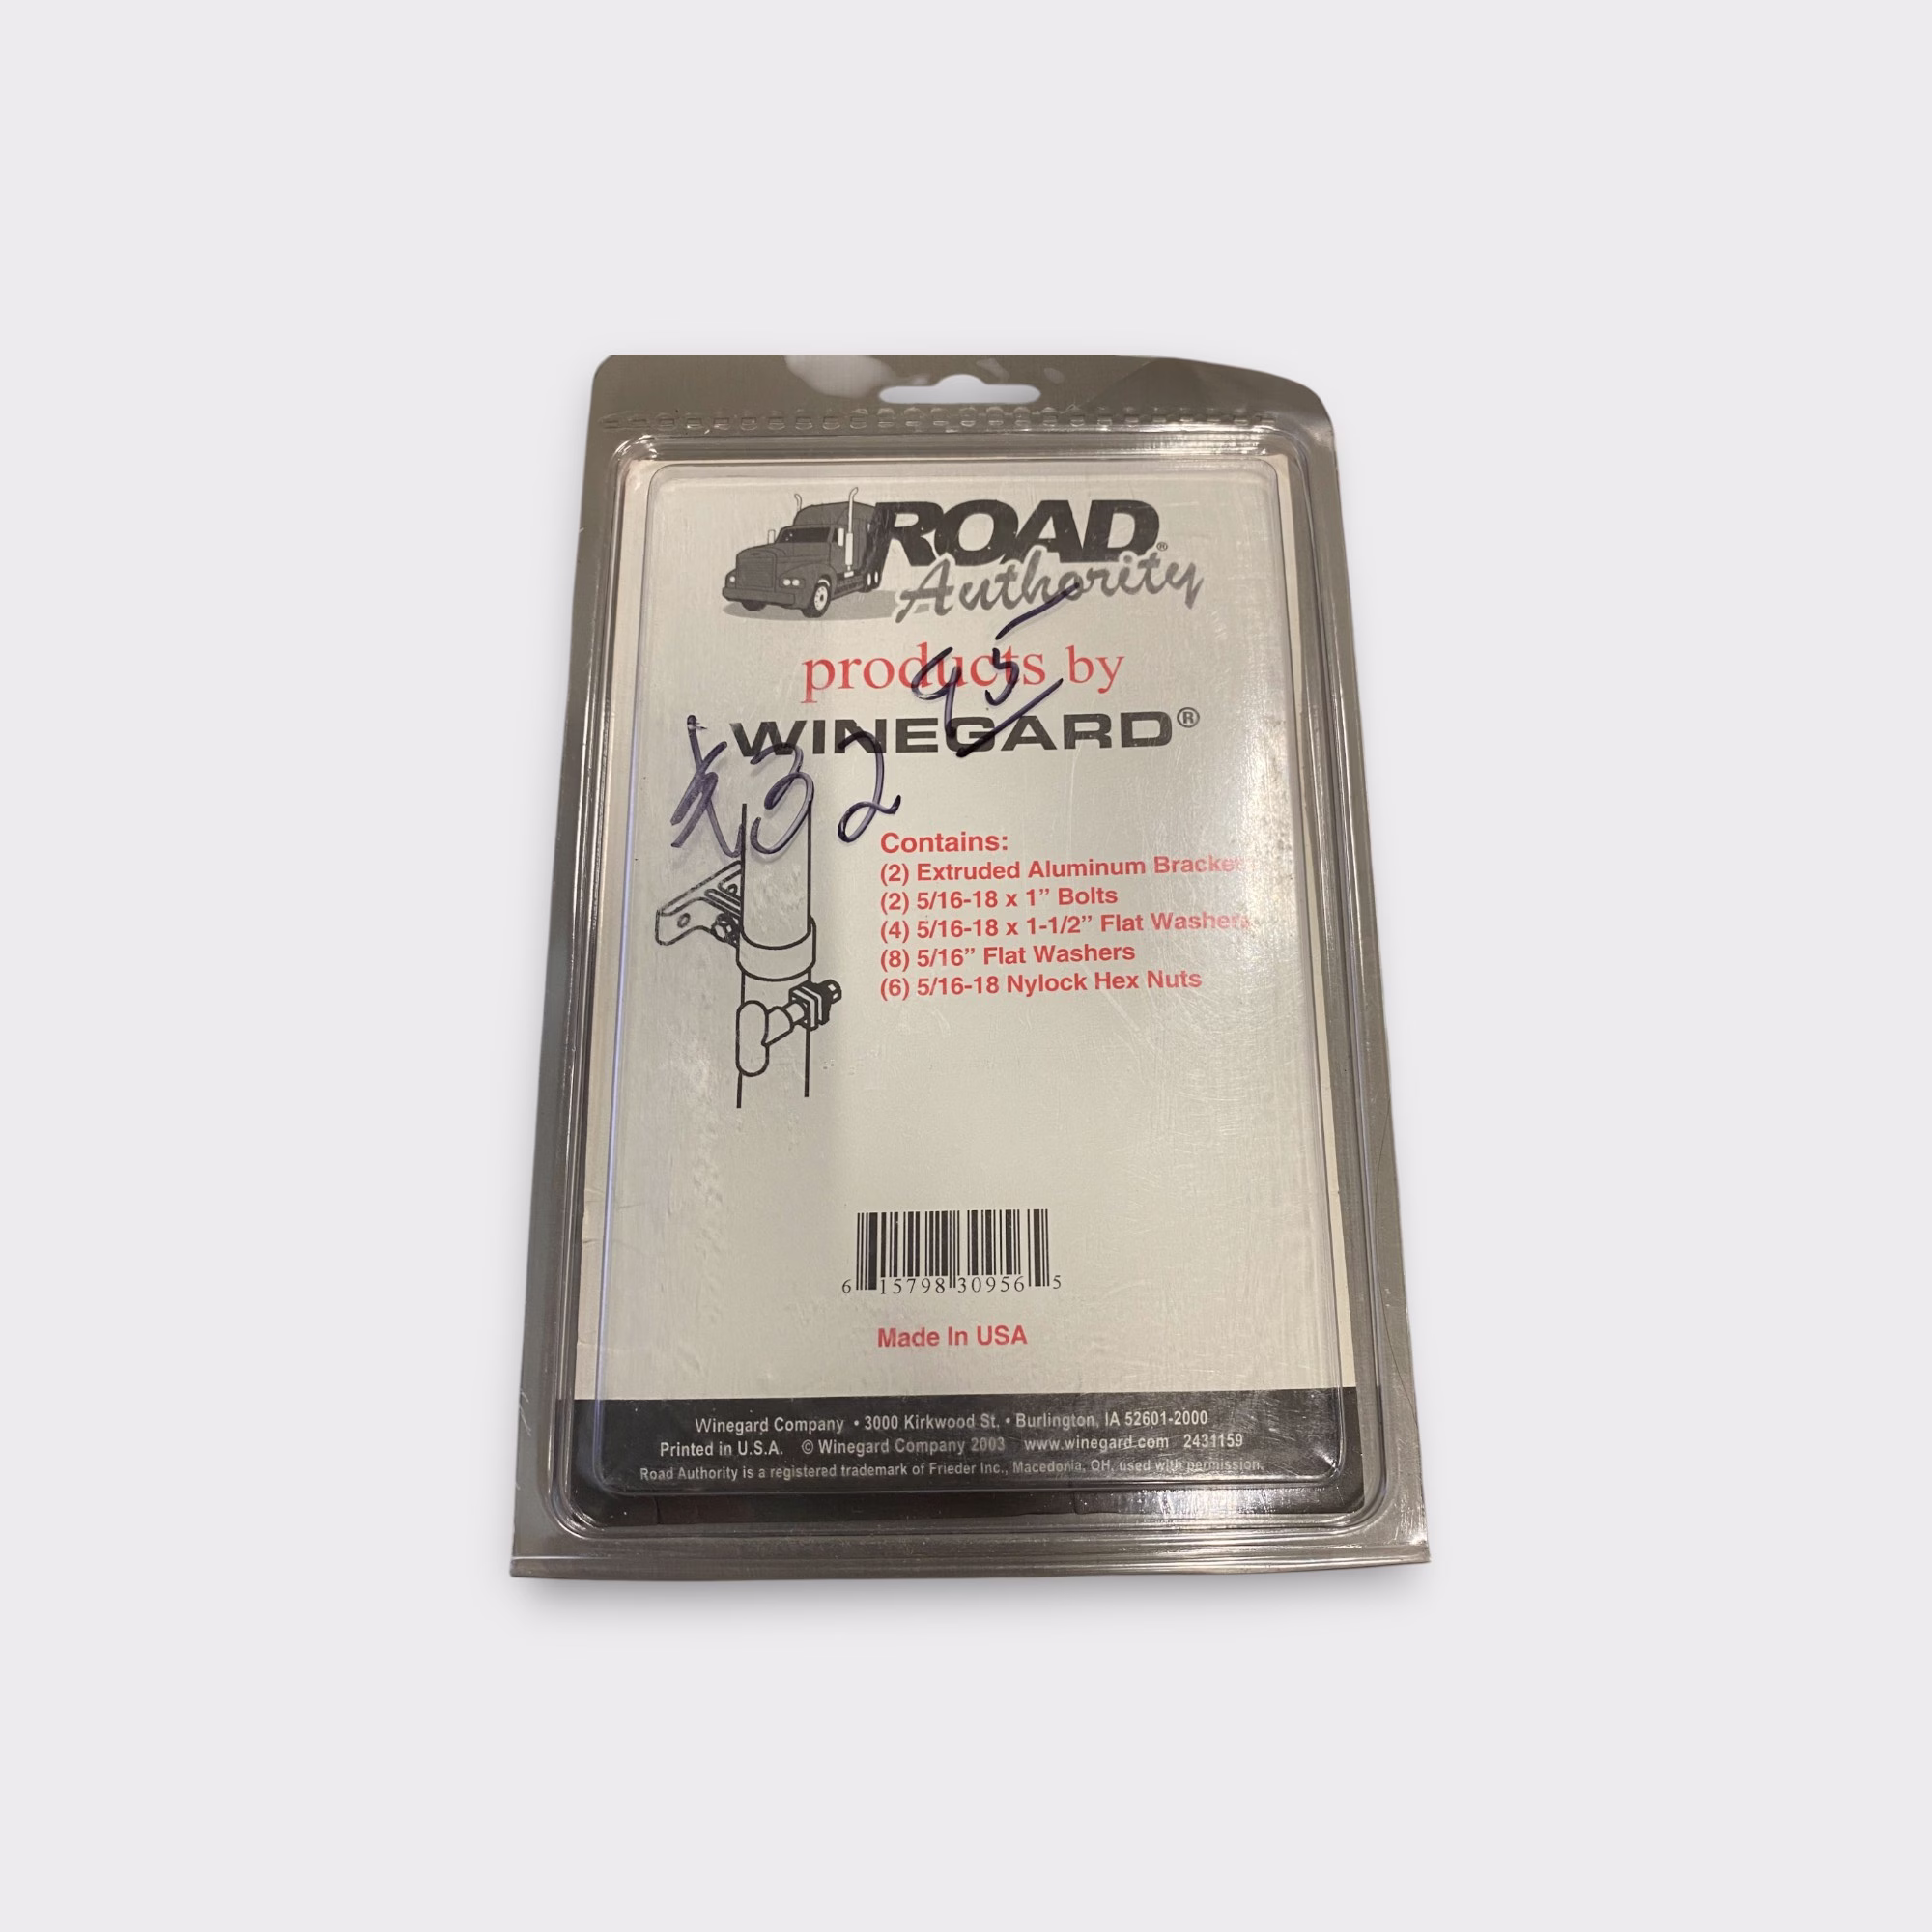 ROAD®
Authority
products by
WINEGARD®
$32 95
Contains:
(2) Extruded Aluminum Bracke
(2) 5/16-18 x 1” Bolts
(4) 5/16-18 x 1-1/2” Flat Washers
(8) 5/16” Flat Washers
(6) 5/16-18 Nylock Hex Nuts
6 15798 30956 5
Made In USA
Winegard Company • 3000 Kirkwood St. • Burlington, IA 52601-2000
Printed in U.S.A. © Winegard Company 2003 www.winegard.com 2431159
Road Authority is a registered trademark of Frieder Inc., Macedonia, OH, used with permission.